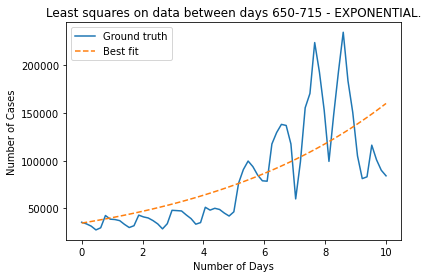 Least squares on data between days 650-715 - EXPONENTIAL.
Ground truth
Best fit
200000
150000
100000
50000
Number of Cases
0 2 4 6 8 10
Number of Days